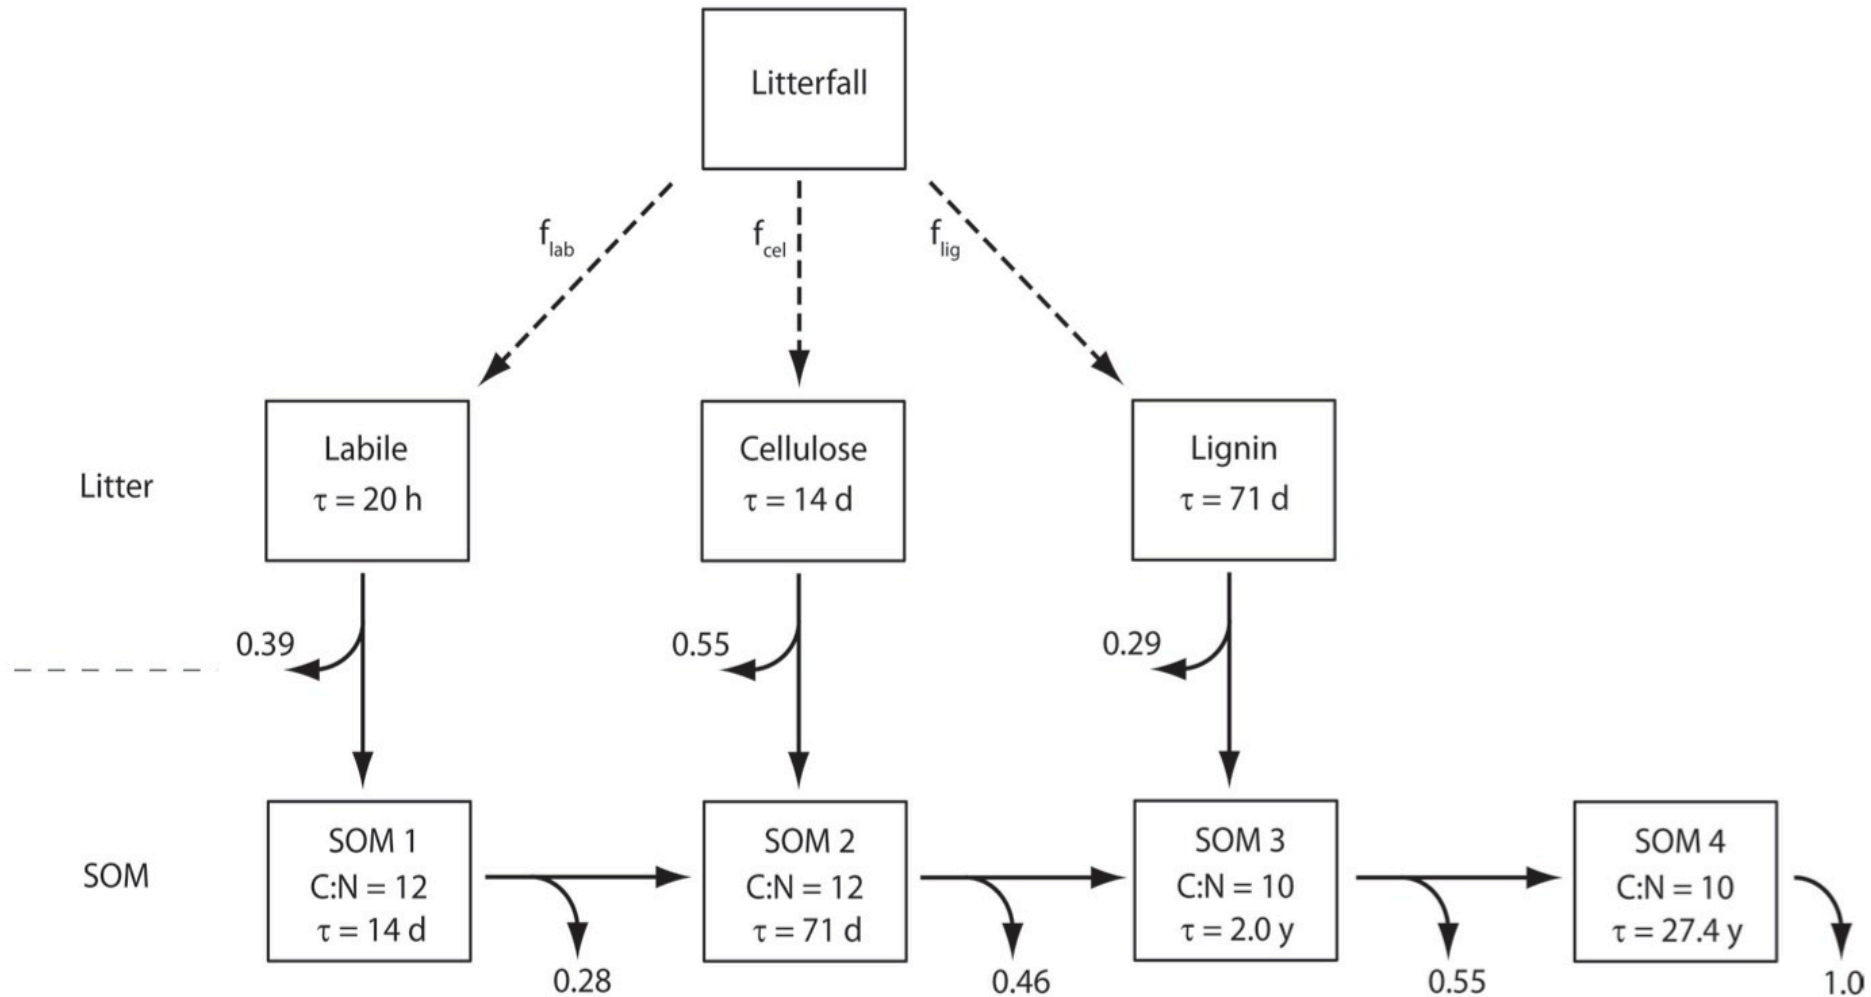 Litterfall
f_lab
f_cel
f_lig
Litter
Labile
τ = 20 h
Cellulose
τ = 14 d
Lignin
τ = 71 d
0.39
0.55
0.29
SOM
SOM 1
C:N = 12
τ = 14 d
SOM 2
C:N = 12
τ = 71 d
SOM 3
C:N = 10
τ = 2.0 y
SOM 4
C:N = 10
τ = 27.4 y
0.28
0.46
0.55
1.0